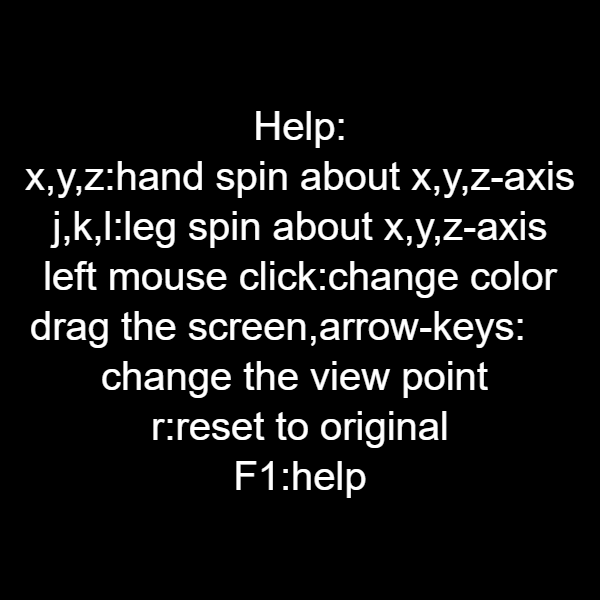 Help:
x,y,z:hand spin about x,y,z-axis
j,k,l:leg spin about x,y,z-axis
left mouse click:change color
drag the screen,arrow-keys:
change the view point
r:reset to original
F1:help